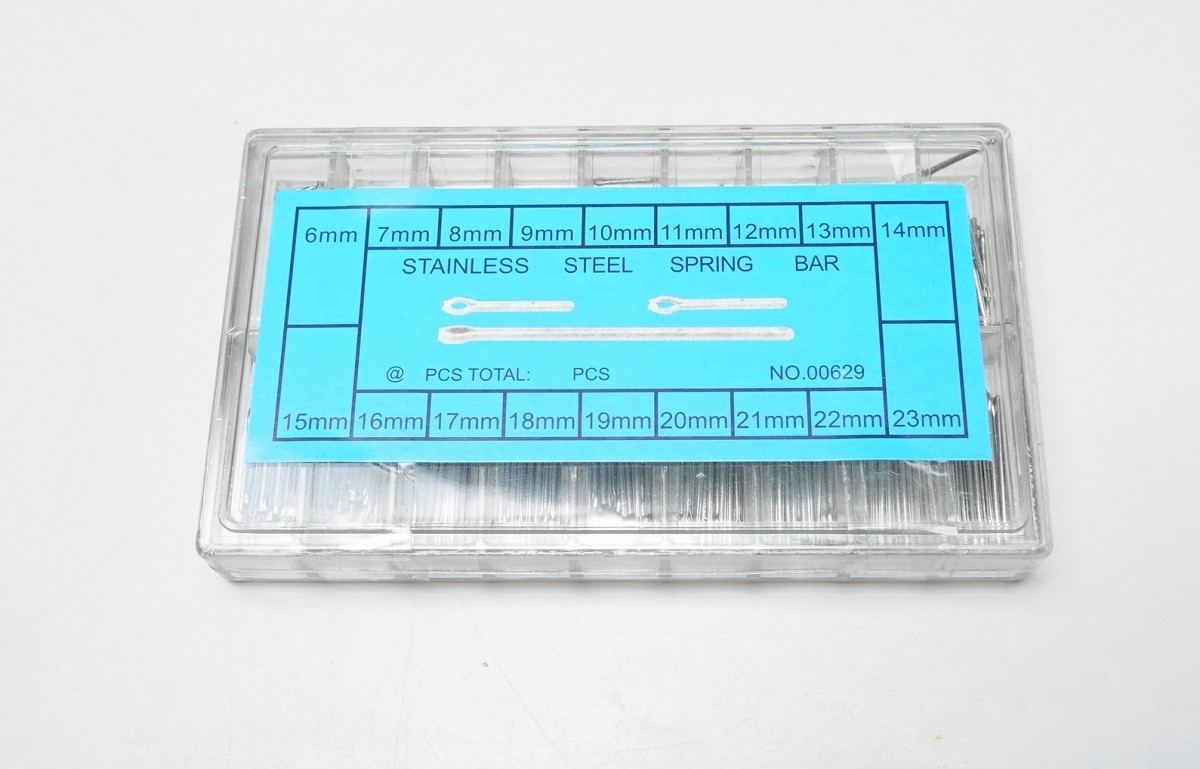 6mm 7mm 8mm 9mm 10mm 11mm 12mm 13mm 14mm
STAINLESS STEEL SPRING BAR
@ PCS TOTAL: PCS NO.00629
15mm 16mm 17mm 18mm 19mm 20mm 21mm 22mm 23mm